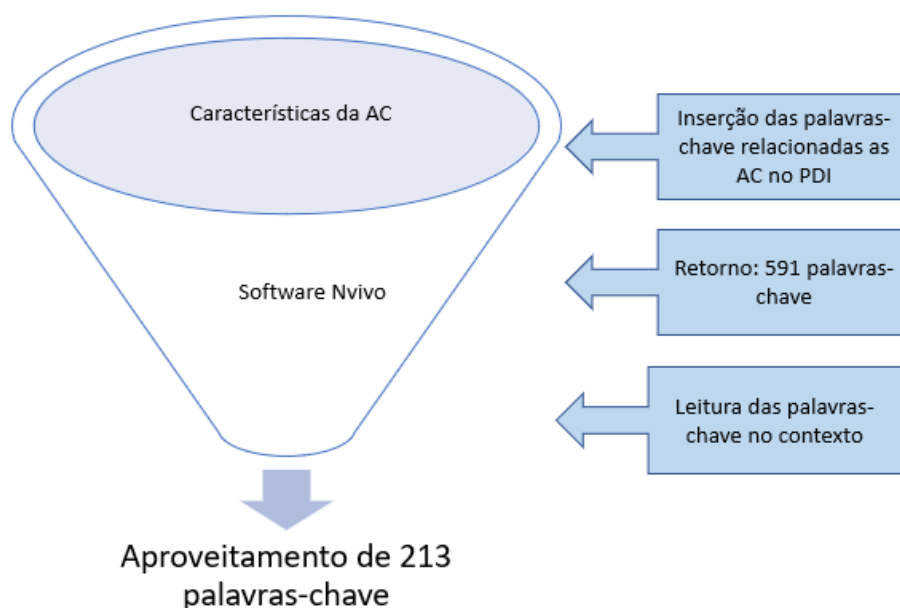 Características da AC
Inserção das palavras-
chave relacionadas as
AC no PDI
Software Nvivo
Retorno: 591 palavras-
chave
Leitura das palavras-
chave no contexto
Aproveitamento de 213
palavras-chave